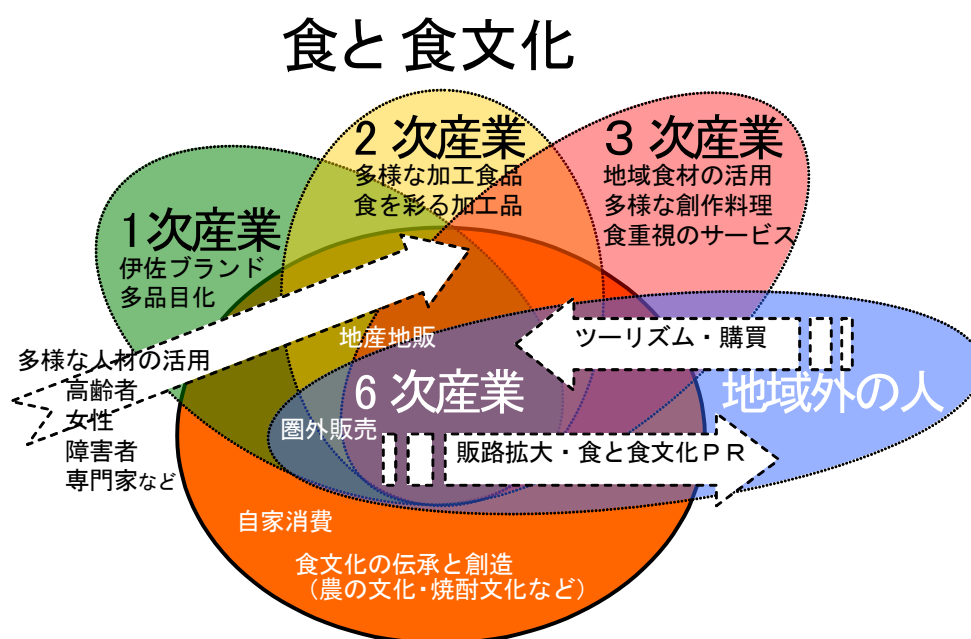 食と食文化
2次産業
多様な加工食品
食を彩る加工品
3次産業
地域食材の活用
多様な創作料理
食重視のサービス
1次産業
伊佐ブランド
多品目化
地産地販
ツーリズム・購買
多様な人材の活用
高齢者
女性
障害者
専門家など
6次産業
地域外の人
圏外販売
販路拡大・食と食文化PR
自家消費
食文化の伝承と創造
(農の文化・焼酎文化など)